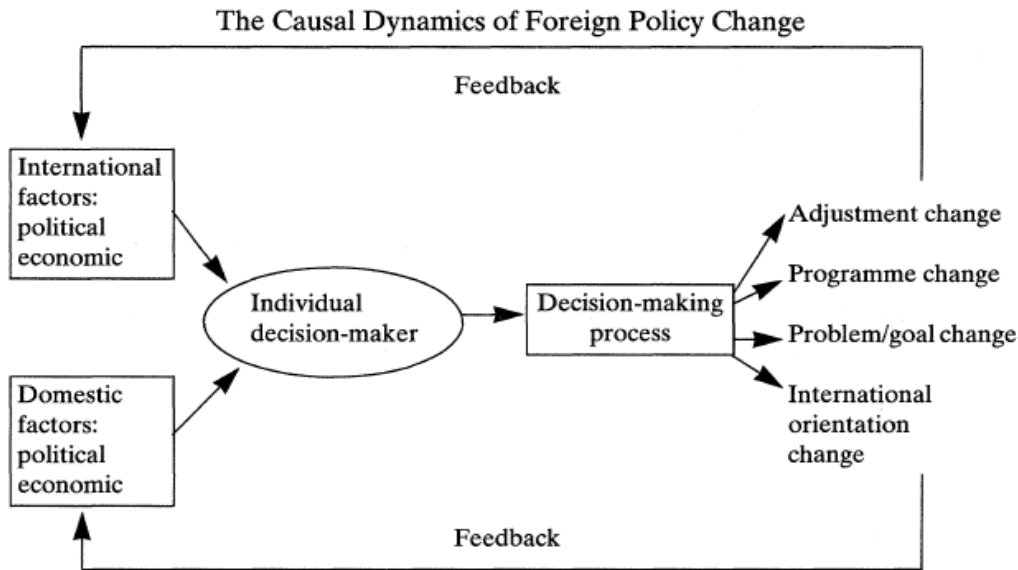 The Causal Dynamics of Foreign Policy Change
Feedback
International
factors:
political
economic
Individual
decision-maker
Decision-making
process
Adjustment change
Programme change
Problem/goal change
International
orientation
change
Domestic
factors:
political
economic
Feedback